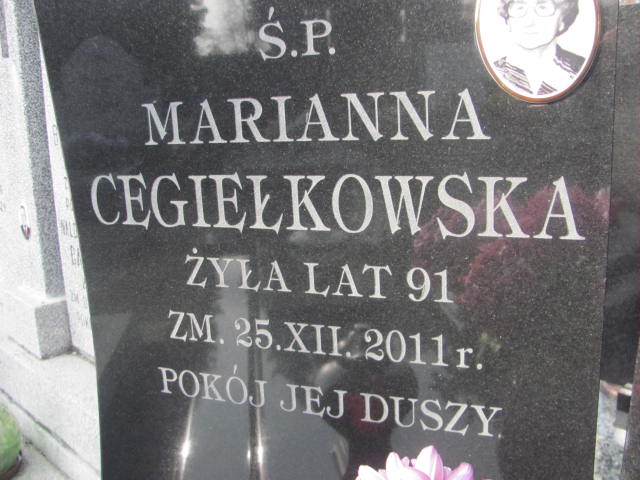 Ś.P.
MARIANNA
CEGIEŁKOWSKA
ŻYŁA LAT 91
ZM. 25.XII.2011 r.
POKÓJ JEJ DUSZY.